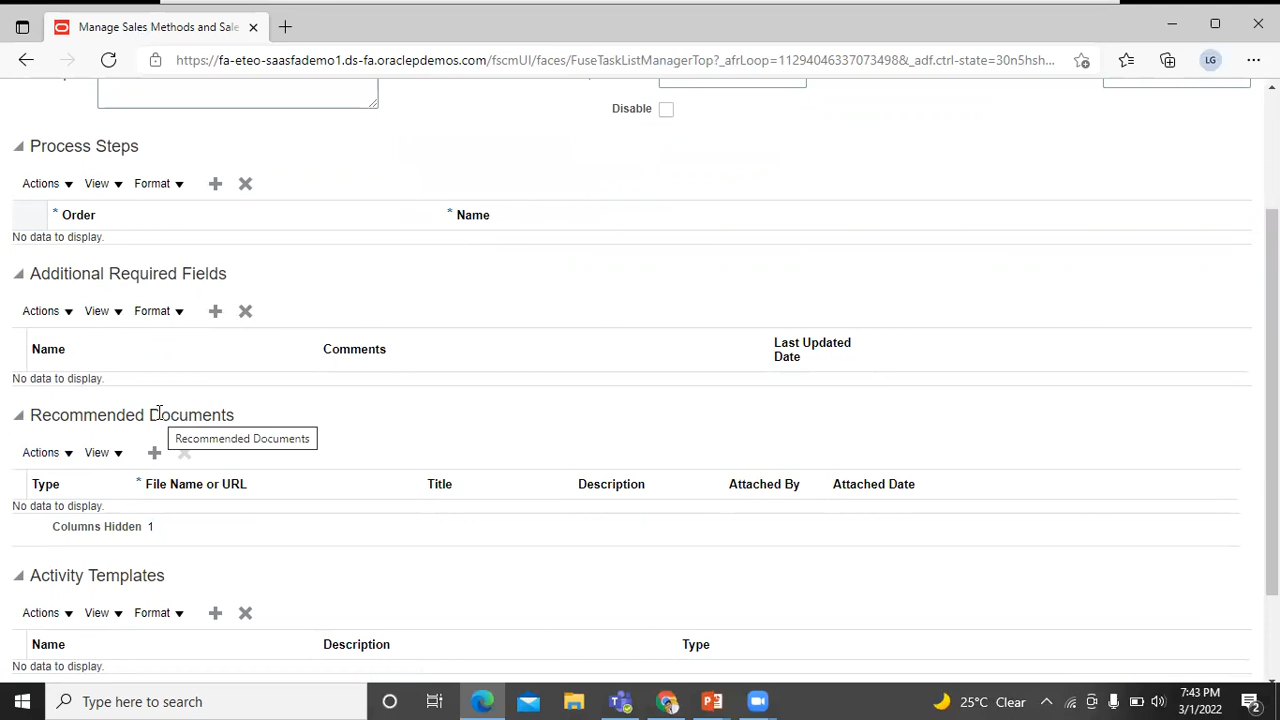 Manage Sales Methods and Sale
https://fa-eteo-saasfademo1.ds-fa.oraclepdemos.com/fscmUI/faces/FuseTaskListManagerTop?_afrLoop=11294046337073498&_adf.ctrl-state=30n5hsh...
LG
Disable
Process Steps
Actions View Format
* Order * Name
No data to display.
Additional Required Fields
Actions View Format
Name Comments Last Updated Date
No data to display.
Recommended Documents
Recommended Documents
Actions View
Type * File Name or URL Title Description Attached By Attached Date
No data to display.
Columns Hidden 1
Activity Templates
Actions View Format
Name Description Type
No data to display.
Type here to search
25°C Clear
7:43 PM
3/1/2022
2